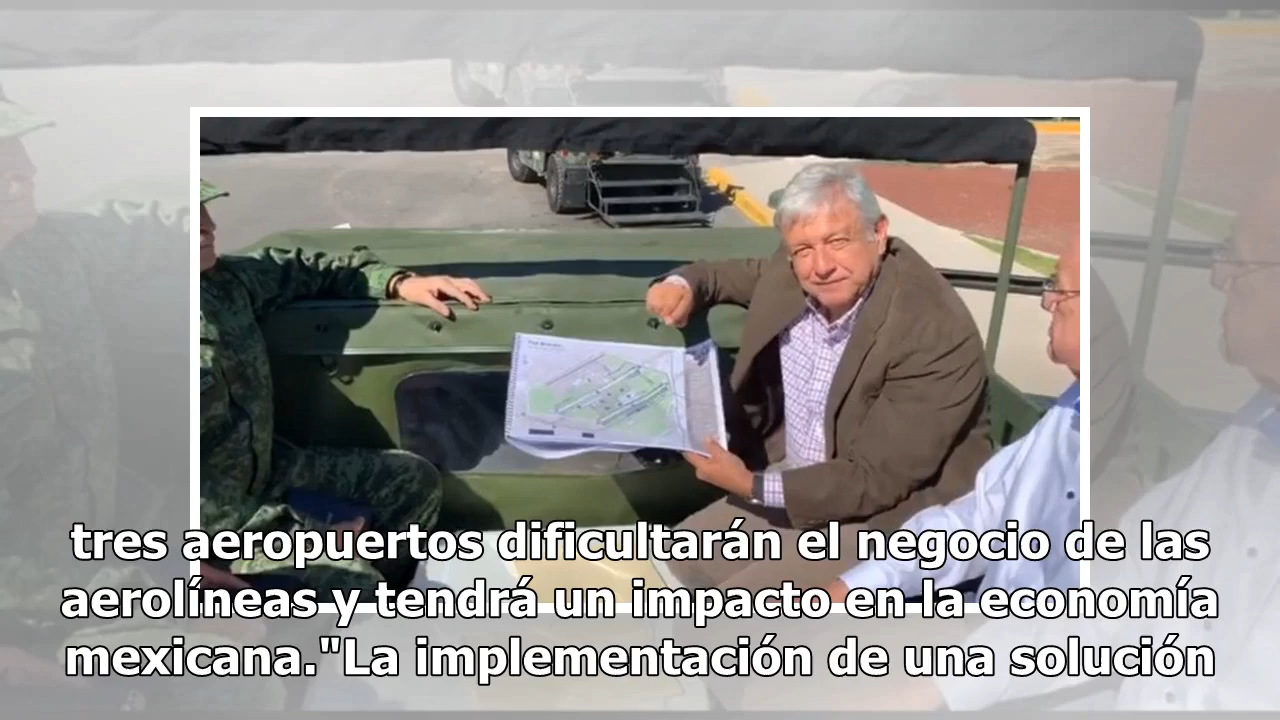 tres aeropuertos dificultarán el negocio de las
aerolíneas y tendrá un impacto en la economía
mexicana."La implementación de una solución